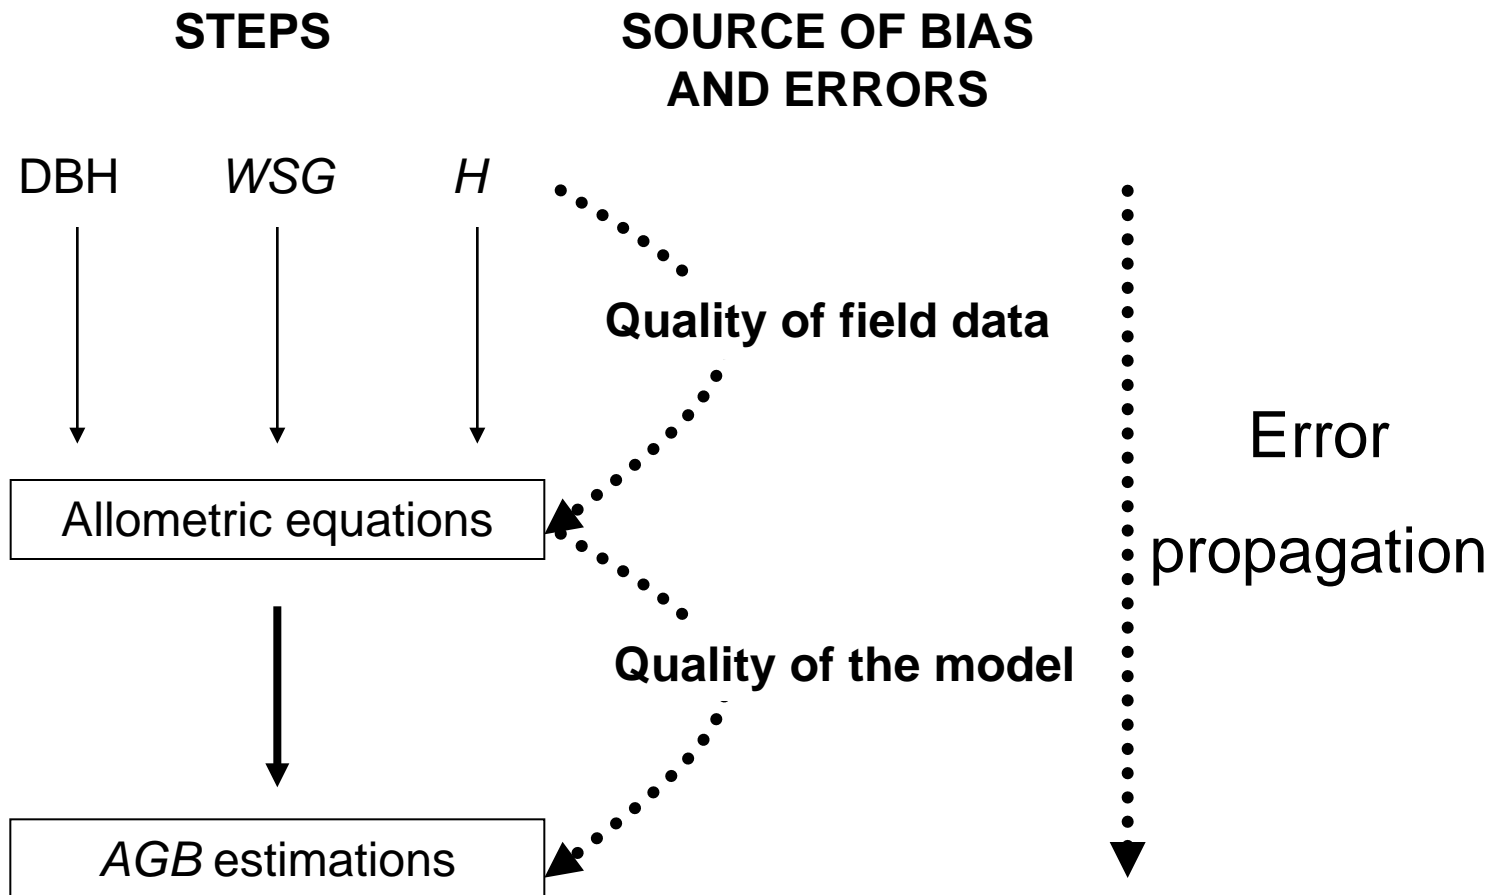 STEPS
SOURCE OF BIAS
AND ERRORS
DBH WSG H
Quality of field data
Allometric equations
Error
propagation
Quality of the model
AGB estimations